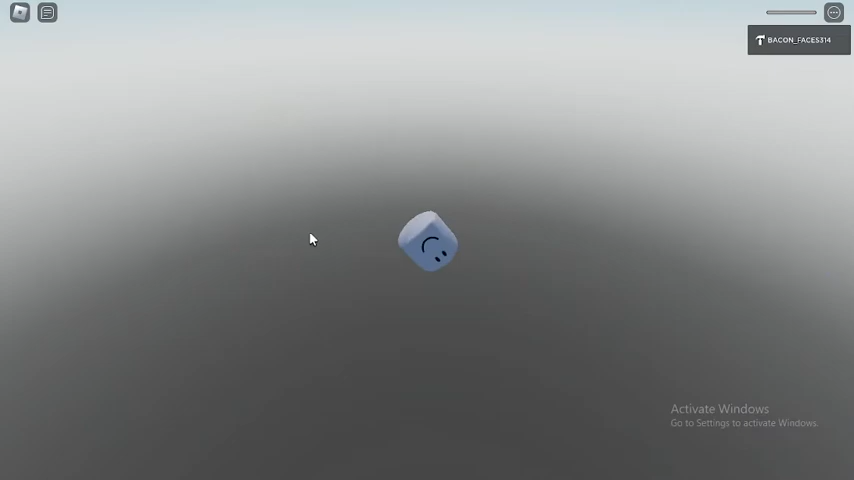 BACON_FACES314
Activate Windows
Go to Settings to activate Windows.